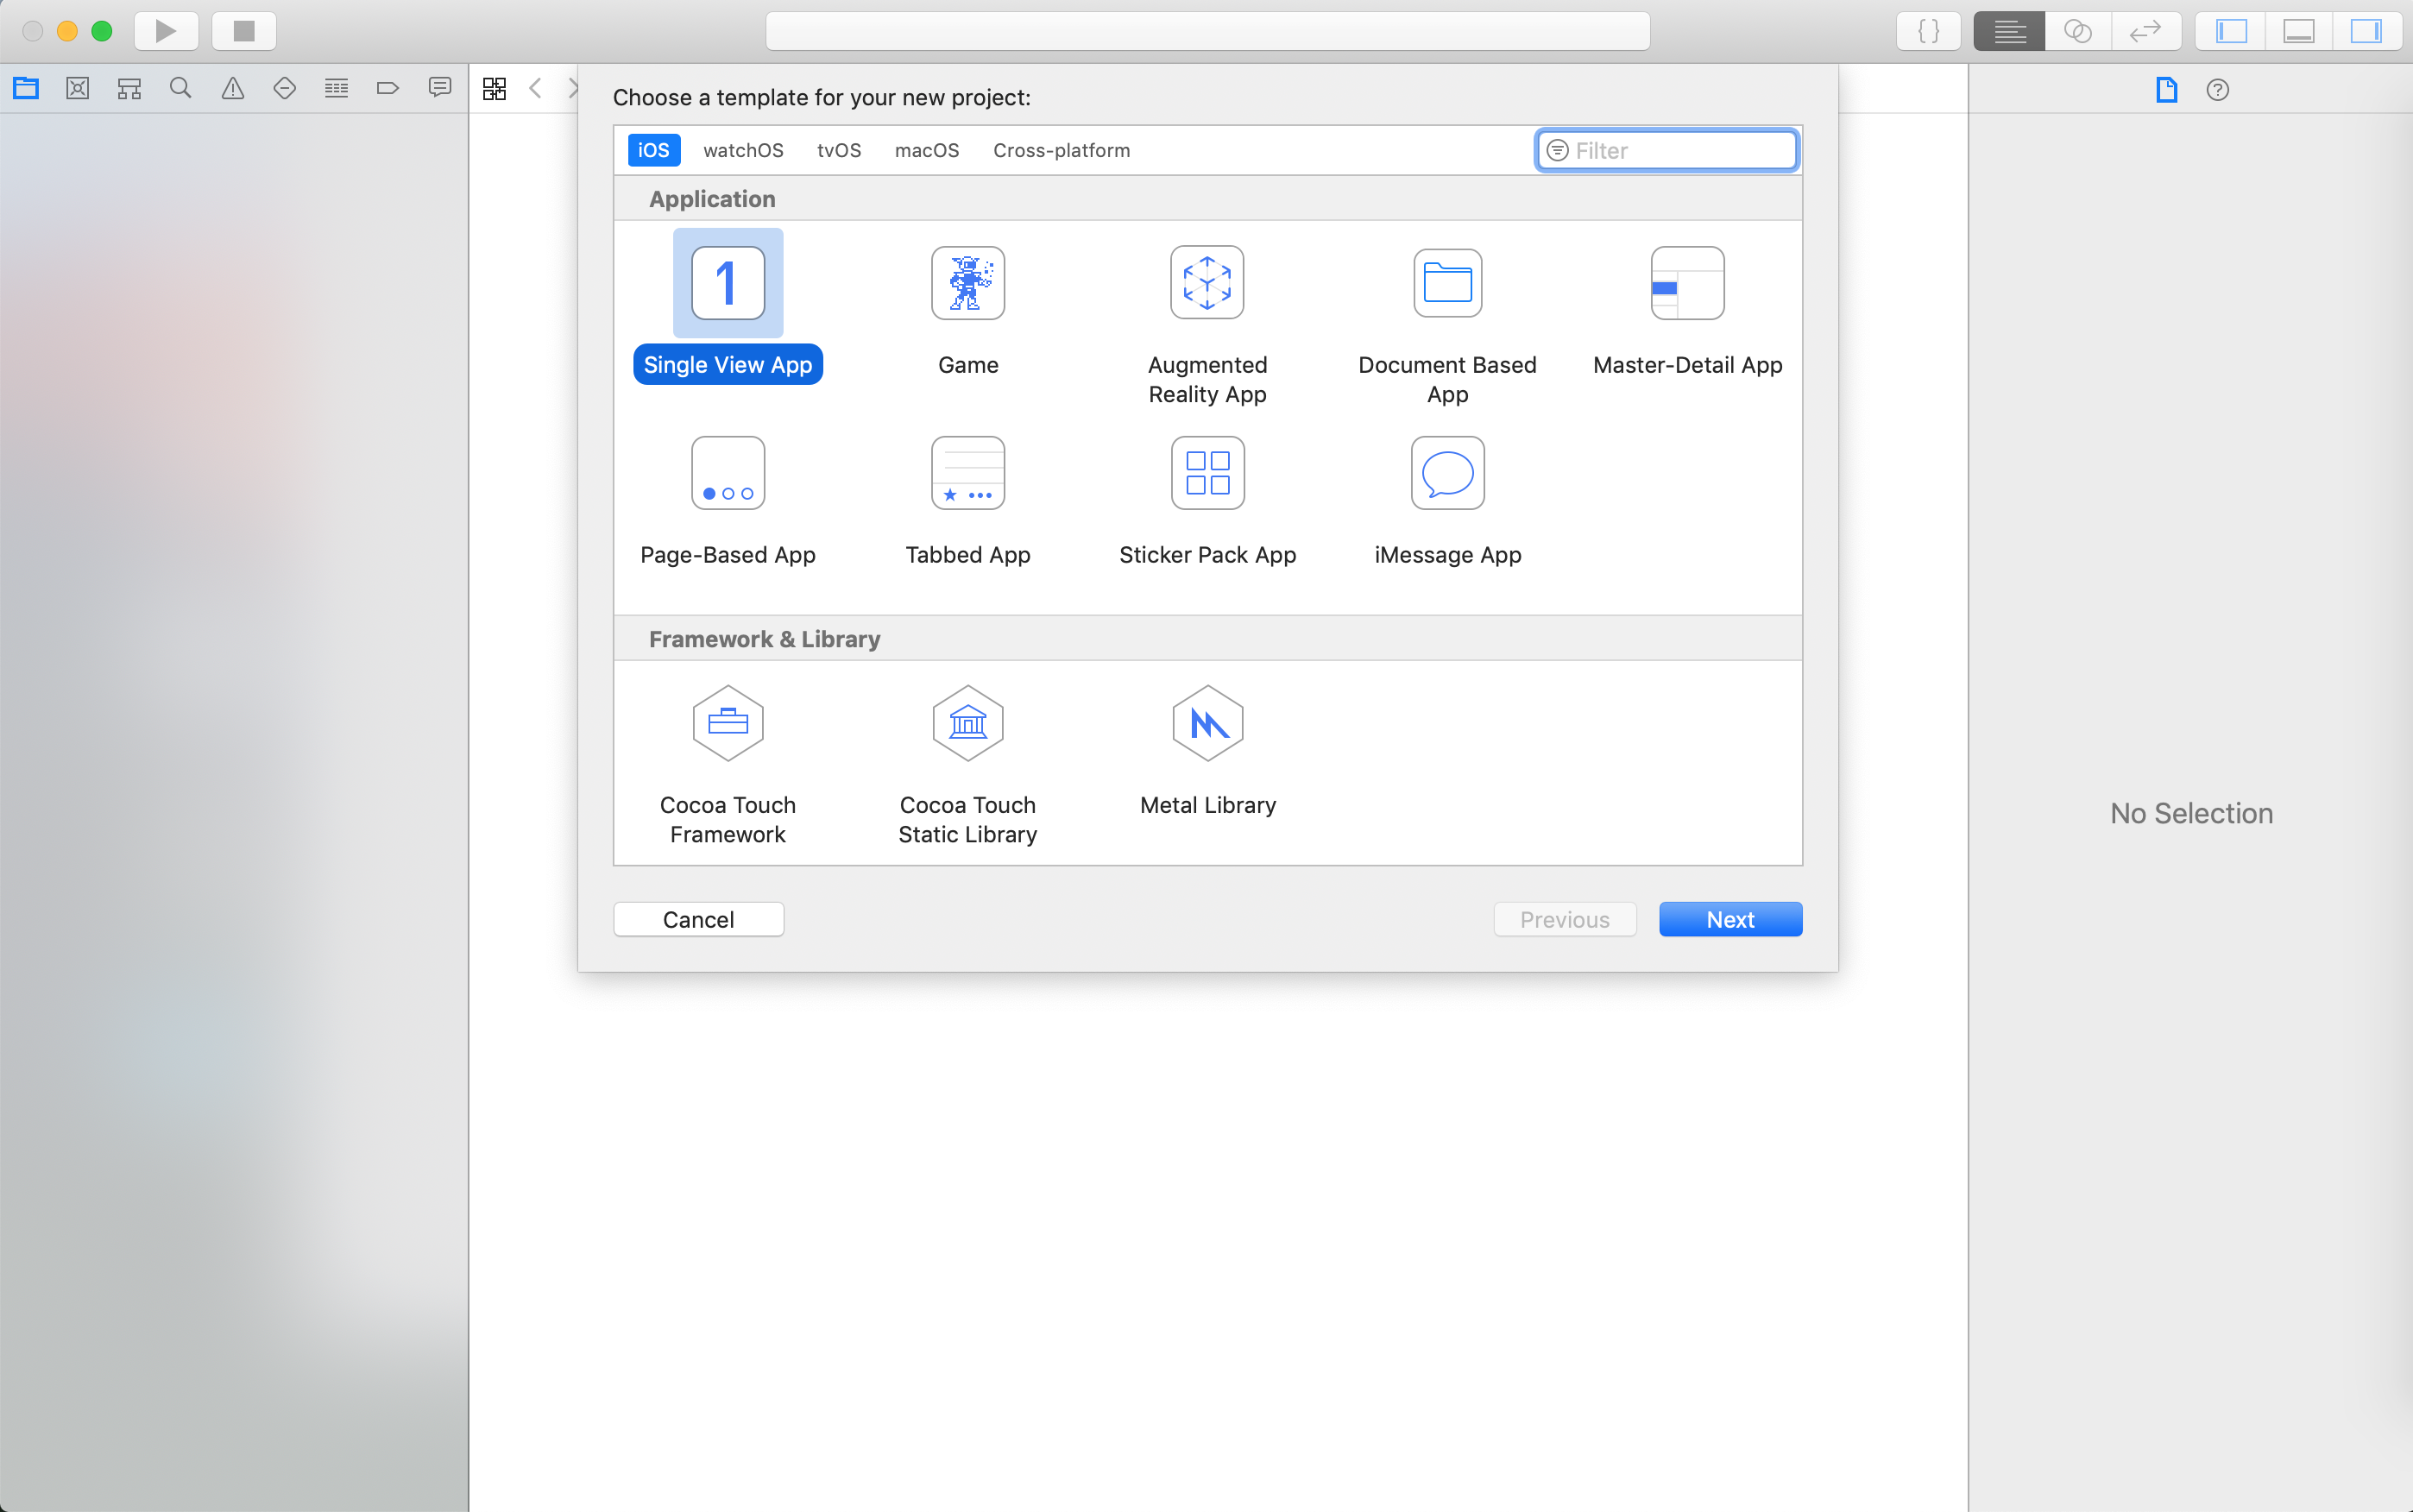 Choose a template for your new project:
iOS watchOS tvOS macOS Cross-platform Filter
Application
1
Single View App Game Augmented Reality App Document Based App Master-Detail App
Page-Based App Tabbed App Sticker Pack App iMessage App
Framework & Library
Cocoa Touch Framework Cocoa Touch Static Library Metal Library
No Selection
Cancel Previous Next